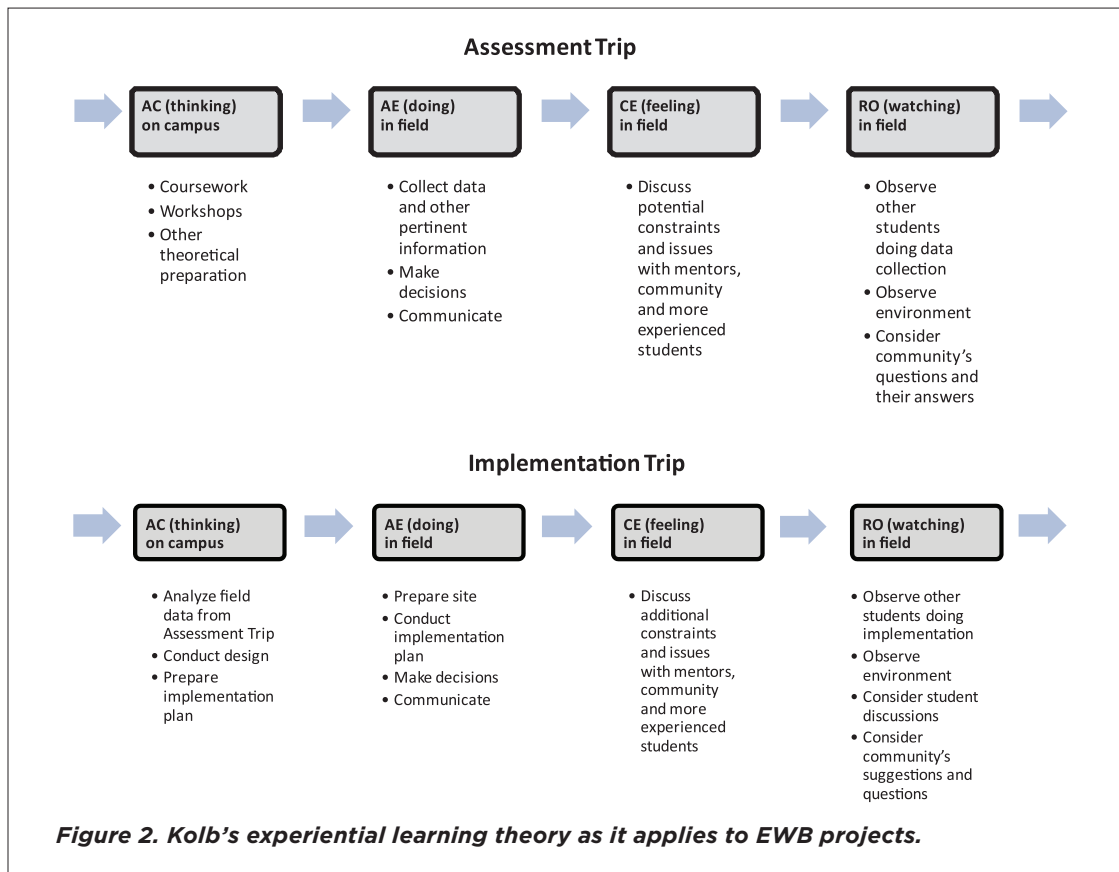 Assessment Trip
AC (thinking)
on campus
• Coursework
• Workshops
• Other
theoretical
preparation
AE (doing)
in field
• Collect data
and other
pertinent
information
• Make
decisions
• Communicate
CE (feeling)
in field
• Discuss
potential
constraints
and issues
with mentors,
community
and more
experienced
students
RO (watching)
in field
• Observe
other
students
doing data
collection
• Observe
environment
• Consider
community’s
questions and
their answers
Implementation Trip
AC (thinking)
on campus
• Analyze field
data from
Assessment Trip
• Conduct design
• Prepare
implementation
plan
AE (doing)
in field
• Prepare site
• Conduct
implementation
plan
• Make decisions
• Communicate
CE (feeling)
in field
• Discuss
additional
constraints
and issues
with mentors,
community
and more
experienced
students
RO (watching)
in field
• Observe other
students doing
implementation
• Observe
environment
• Consider student
discussions
• Consider
community’s
suggestions and
questions
Figure 2. Kolb’s experiential learning theory as it applies to EWB projects.